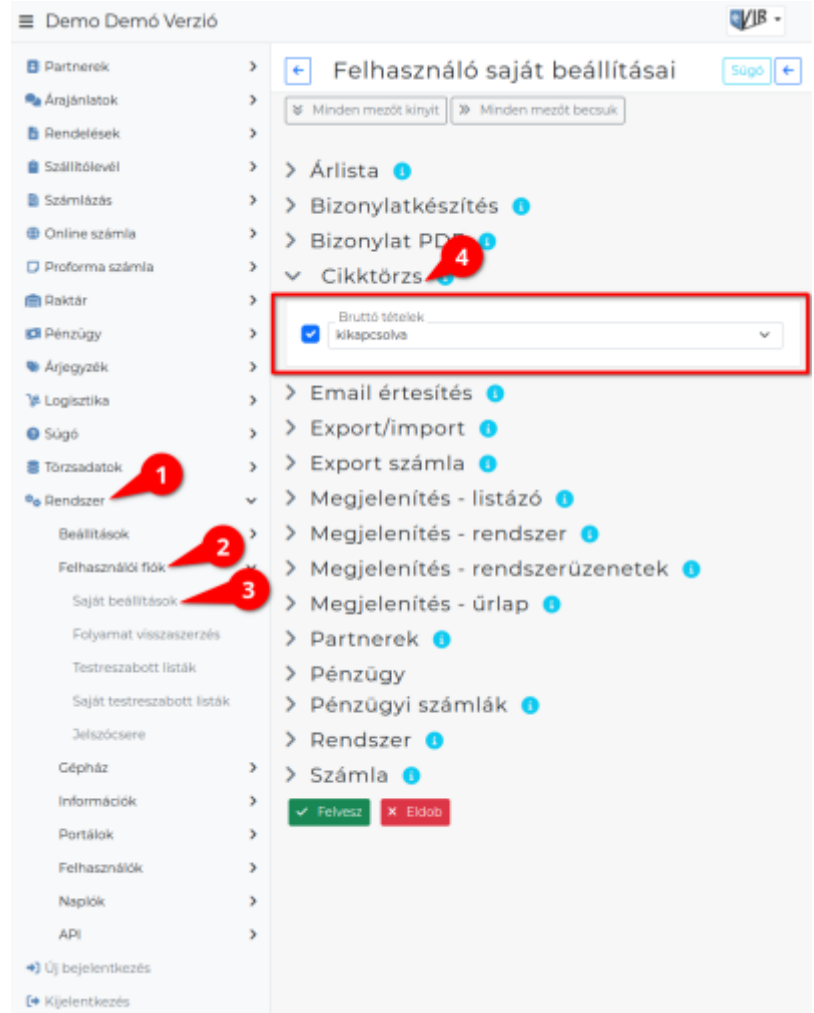 Demo Demó Verzió
VIR
Partnerek
Árajánlatok
Rendelések
Szállítólevél
Számlázás
Online számla
Proforma számla
Raktár
Pénzügy
Árjegyzék
Logisztika
Súgó
Törzsadatok
1
Rendszer
Beállítások
2
Felhasználói fiók
3
Saját beállítások
Folyamat visszaszerzés
Testreszabott listák
Saját testreszabott listák
Jelszócsere
Gépház
Információk
Portálok
Felhasználók
Naplók
API
Új bejelentkezés
Kijelentkezés
Felhasználó saját beállításai
Súgó
Minden mezőt kinyit
Minden mezőt becsuk
Árlista
Bizonylatkészítés
Bizonylat PDF
4
Cikktörzs
Bruttó tételek
kikapcsolva
Email értesítés
Export/import
Export számla
Megjelenítés - listázó
Megjelenítés - rendszer
Megjelenítés - rendszerüzenetek
Megjelenítés - űrlap
Partnerek
Pénzügy
Pénzügyi számlák
Rendszer
Számla
Felvesz
Eldob